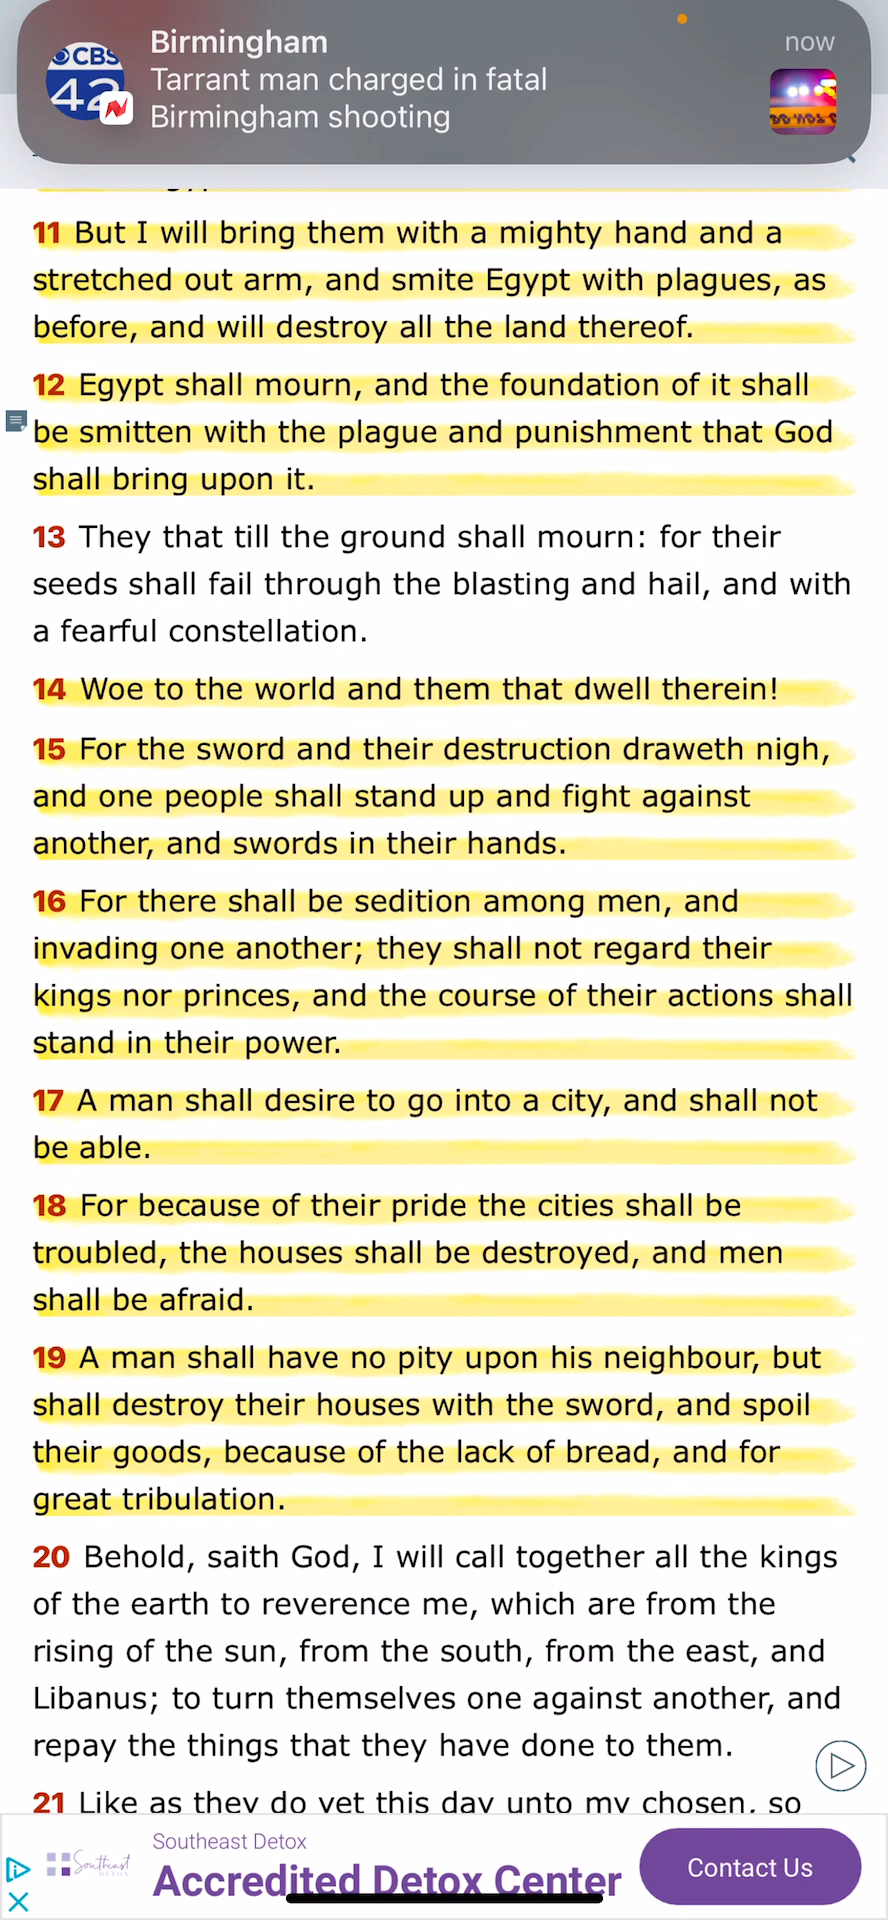 CBS
42
Birmingham
now
Tarrant man charged in fatal
Birmingham shooting
11 But I will bring them with a mighty hand and a
stretched out arm, and smite Egypt with plagues, as
before, and will destroy all the land thereof.
12 Egypt shall mourn, and the foundation of it shall
be smitten with the plague and punishment that God
shall bring upon it.
13 They that till the ground shall mourn: for their
seeds shall fail through the blasting and hail, and with
a fearful constellation.
14 Woe to the world and them that dwell therein!
15 For the sword and their destruction draweth nigh,
and one people shall stand up and fight against
another, and swords in their hands.
16 For there shall be sedition among men, and
invading one another; they shall not regard their
kings nor princes, and the course of their actions shall
stand in their power.
17 A man shall desire to go into a city, and shall not
be able.
18 For because of their pride the cities shall be
troubled, the houses shall be destroyed, and men
shall be afraid.
19 A man shall have no pity upon his neighbour, but
shall destroy their houses with the sword, and spoil
their goods, because of the lack of bread, and for
great tribulation.
20 Behold, saith God, I will call together all the kings
of the earth to reverence me, which are from the
rising of the sun, from the south, from the east, and
Libanus; to turn themselves one against another, and
repay the things that they have done to them.
21 Like as they do yet this day unto my chosen, so
Southeast Detox
Southeast
DETOX
Accredited Detox Center
Contact Us